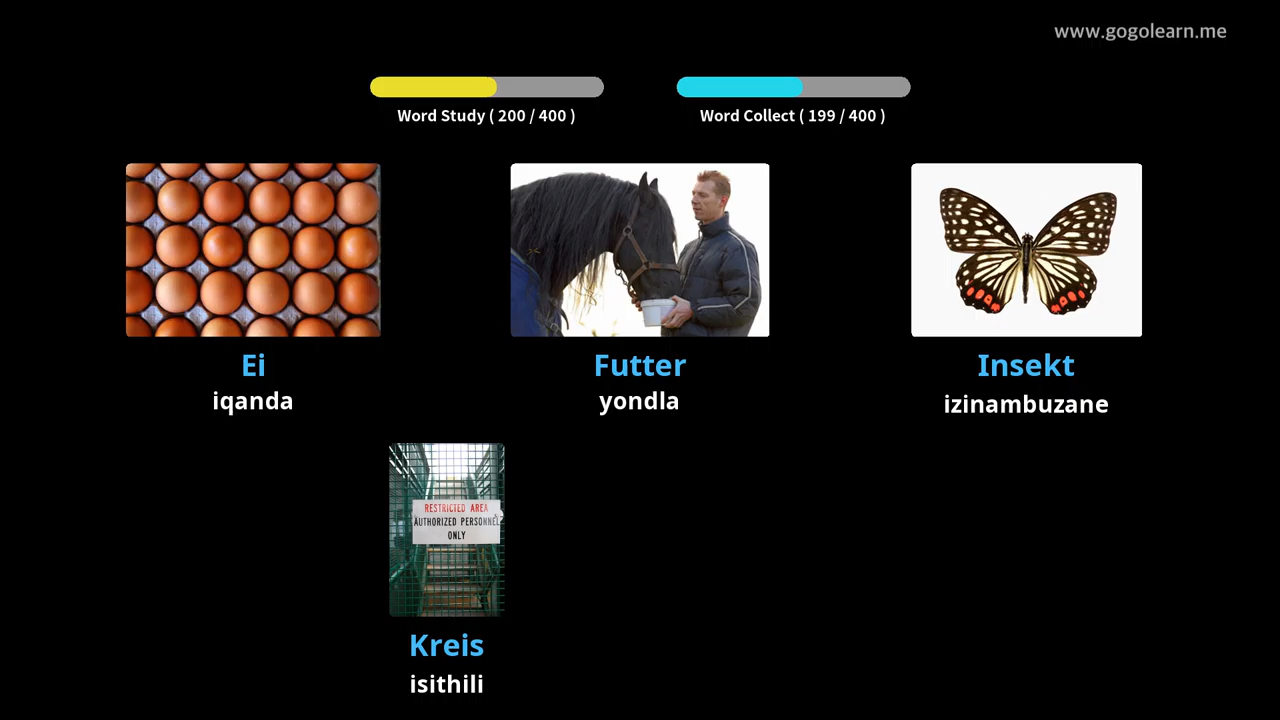 www.gogolearn.me
Word Study ( 200 / 400 )
Word Collect ( 199 / 400 )
Ei
iqanda
Futter
yondla
Insekt
izinambuzane
RESTRICTED AREA
AUTHORIZED PERSONNEL
ONLY
Kreis
isithili